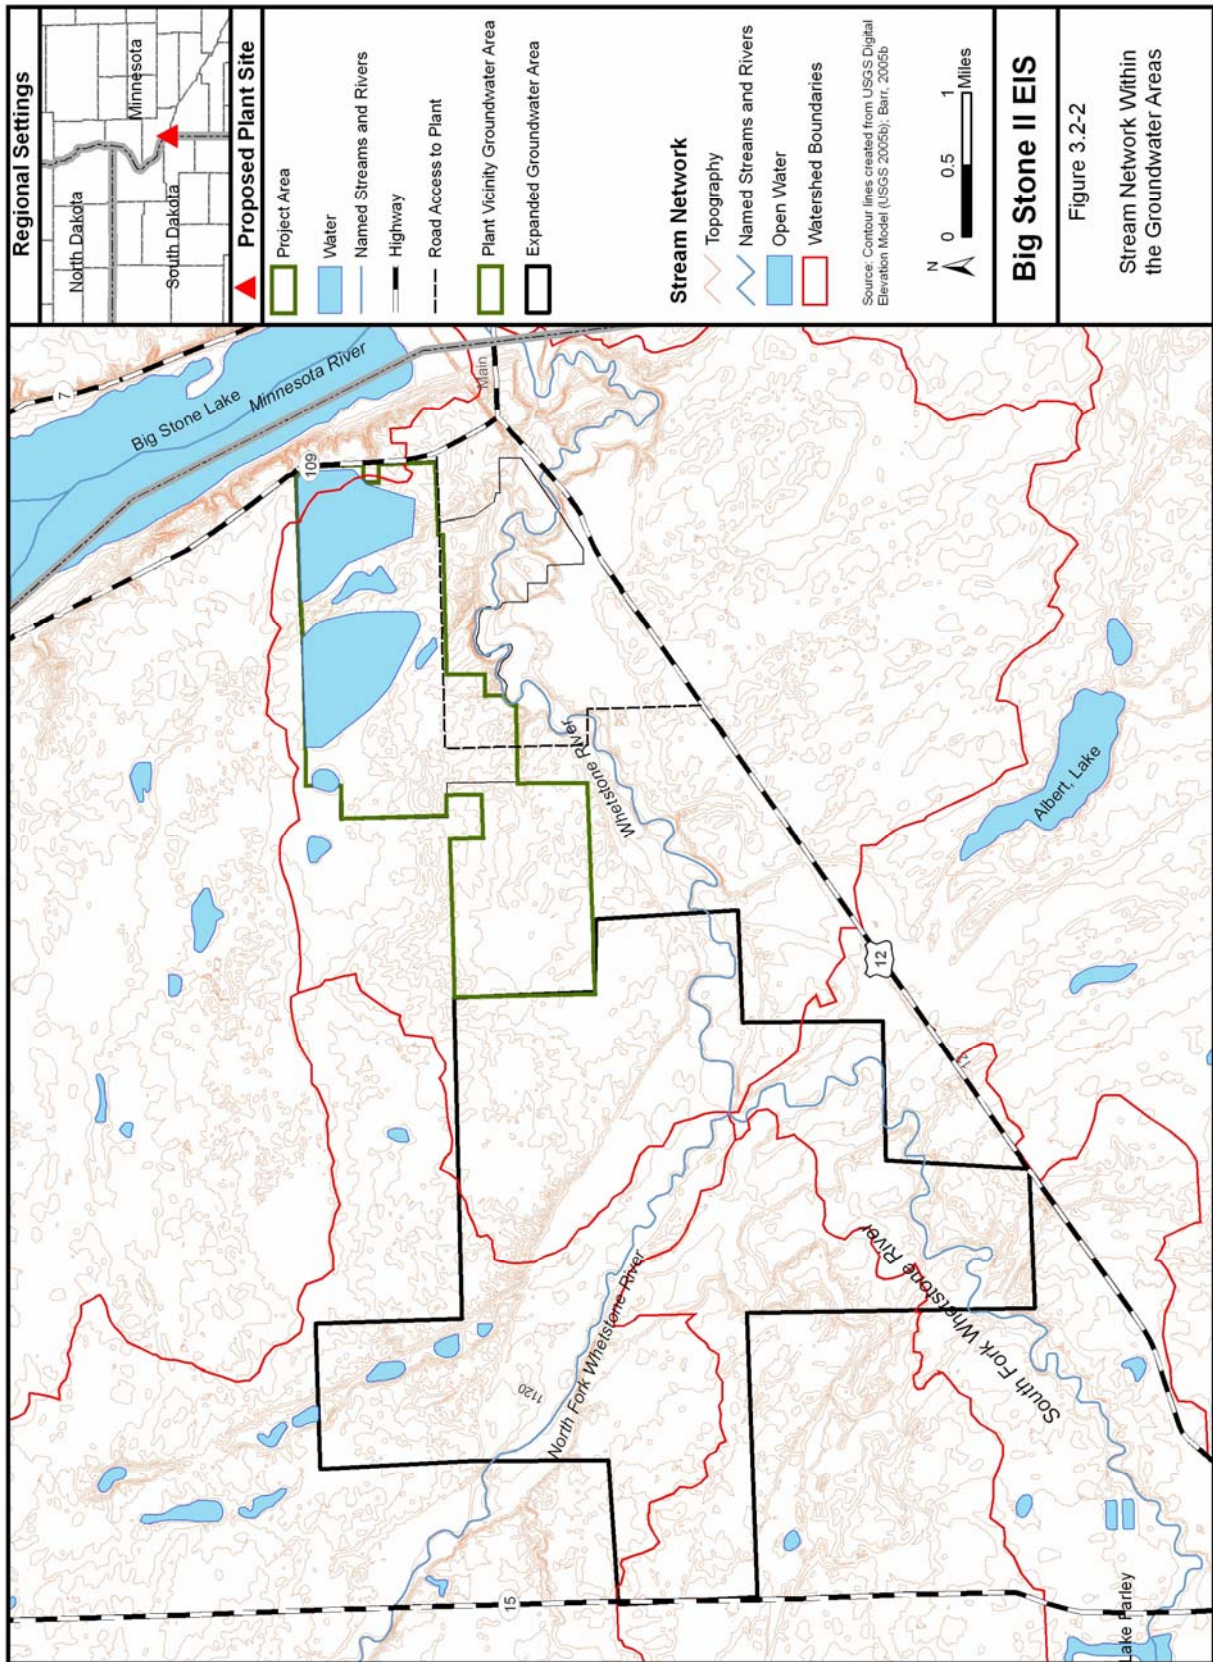 Regional Settings
North Dakota
Minnesota
South Dakota
Proposed Plant Site
Project Area
Water
Named Streams and Rivers
Highway
Road Access to Plant
Plant Vicinity Groundwater Area
Expanded Groundwater Area
Stream Network
Topography
Named Streams and Rivers
Open Water
Watershed Boundaries
Source: Contour lines created from USGS Digital
Elevation Model (USGS 2005b); Barr, 2005b
N
0 0.5 1
Miles
Big Stone II EIS
Figure 3.2-2
Stream Network Within
the Groundwater Areas
7
Big Stone Lake
Minnesota River
109
Main
Whetstone River
Albert, Lake
12
12
North Fork Whetstone River
South Fork Whetstone River
1120
15
Lake Farley